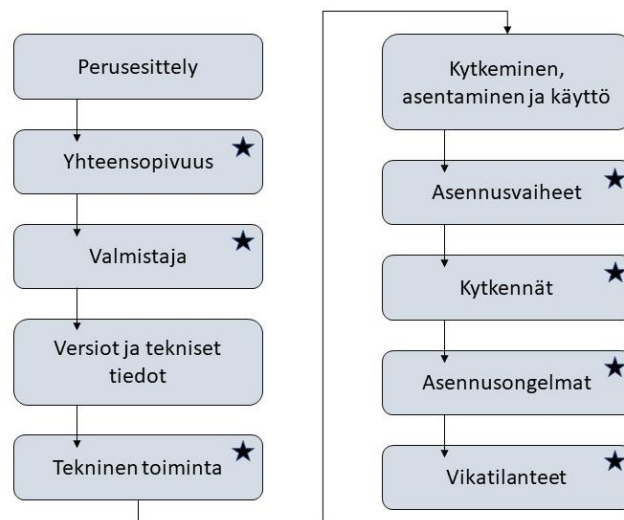 Perusesittely
Yhteensopivuus
Valmistaja
Versiot ja tekniset
tiedot
Tekninen toiminta
Kytkeminen,
asentaminen ja käyttö
Asennusvaiheet
Kytkennät
Asennusongelmat
Vikatilanteet